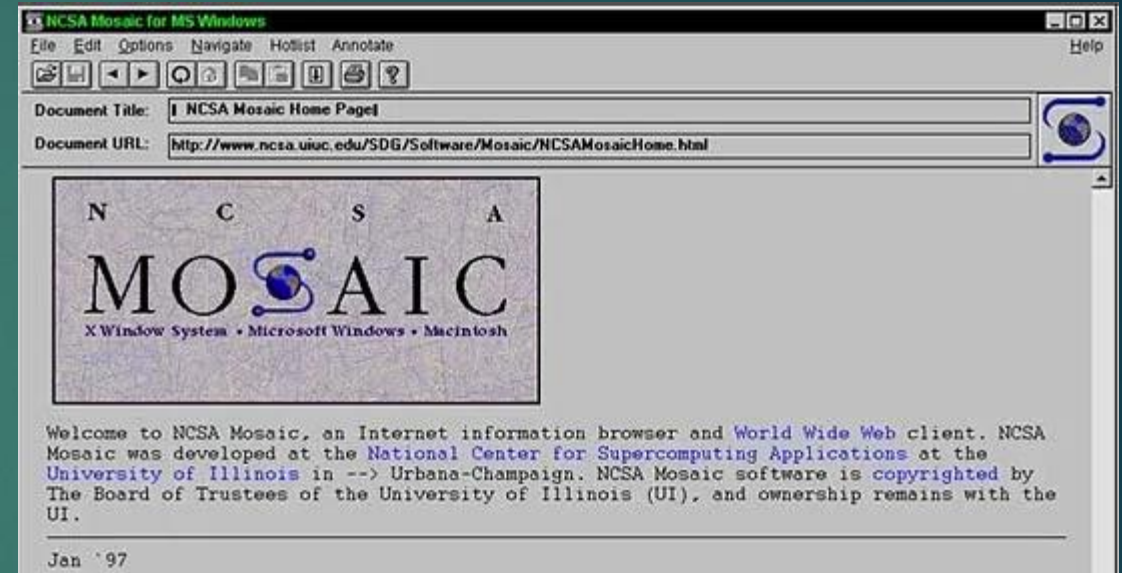 NCSA Mosaic for MS Windows
File Edit Options Navigate Hotlist Annotate Help
Document Title: NCSA Mosaic Home Page
Document URL: http://www.ncsa.uiuc.edu/SDG/Software/Mosaic/NCSAMosaicHome.html
N C S A
MOSAIC
X Window System • Microsoft Windows • Macintosh
Welcome to NCSA Mosaic, an Internet information browser and World Wide Web client. NCSA
Mosaic was developed at the National Center for Supercomputing Applications at the
University of Illinois in --> Urbana-Champaign. NCSA Mosaic software is copyrighted by
The Board of Trustees of the University of Illinois (UI), and ownership remains with the
UI.
Jan `97